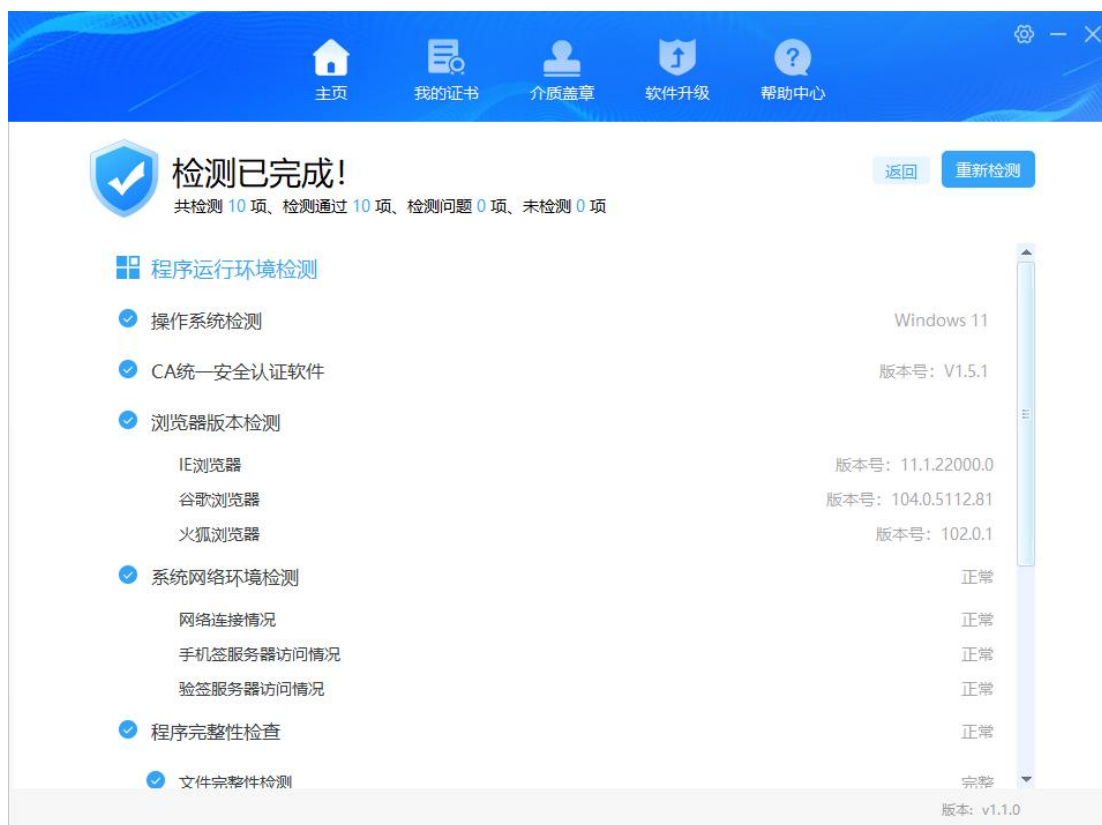 主页 我的证书 介质盖章 软件升级 帮助中心
检测已完成！ 返回 重新检测
共检测 10 项、检测通过 10 项、检测问题 0 项、未检测 0 项
程序运行环境检测
操作系统检测 Windows 11
CA统一安全认证软件 版本号：V1.5.1
浏览器版本检测
IE浏览器 版本号：11.1.22000.0
谷歌浏览器 版本号：104.0.5112.81
火狐浏览器 版本号：102.0.1
系统网络环境检测 正常
网络连接情况 正常
手机签服务器访问情况 正常
验签服务器访问情况 正常
程序完整性检查 正常
文件完整性检测 完整
版本: v1.1.0